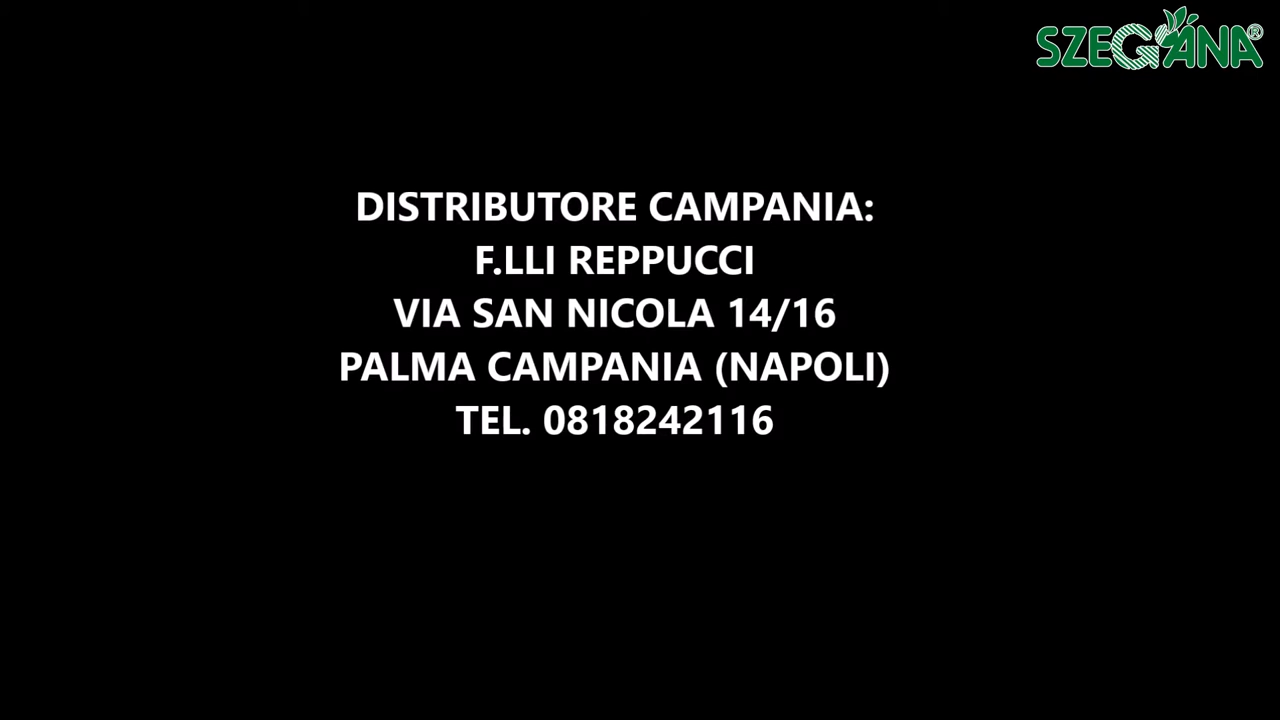 SZEGÁNA®
DISTRIBUTORE CAMPANIA:
F.LLI REPPUCCI
VIA SAN NICOLA 14/16
PALMA CAMPANIA (NAPOLI)
TEL. 0818242116